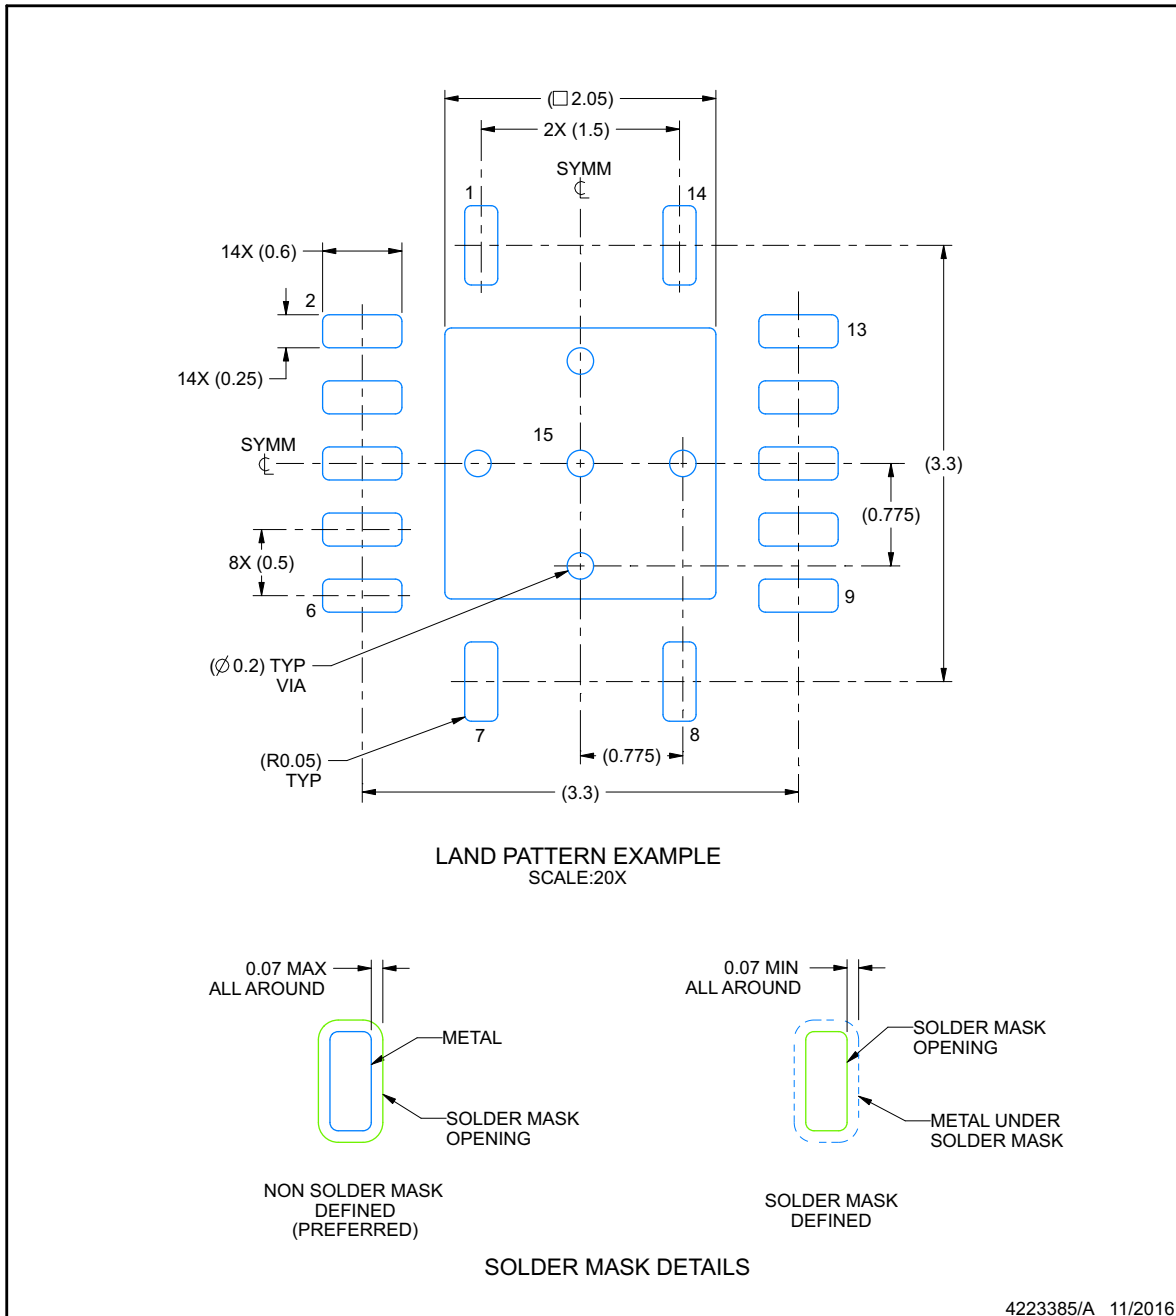 (□ 2.05)
2X (1.5)
SYMM
℄
1
14
14X (0.6)
2
13
14X (0.25)
15
SYMM
℄
(3.3)
(0.775)
8X (0.5)
6
9
(Ø 0.2) TYP
VIA
7
8
(R0.05)
TYP
(0.775)
(3.3)
LAND PATTERN EXAMPLE
SCALE:20X
0.07 MAX
ALL AROUND
METAL
SOLDER MASK
OPENING
NON SOLDER MASK
DEFINED
(PREFERRED)
0.07 MIN
ALL AROUND
SOLDER MASK
OPENING
METAL UNDER
SOLDER MASK
SOLDER MASK
DEFINED
SOLDER MASK DETAILS
4223385/A 11/2016